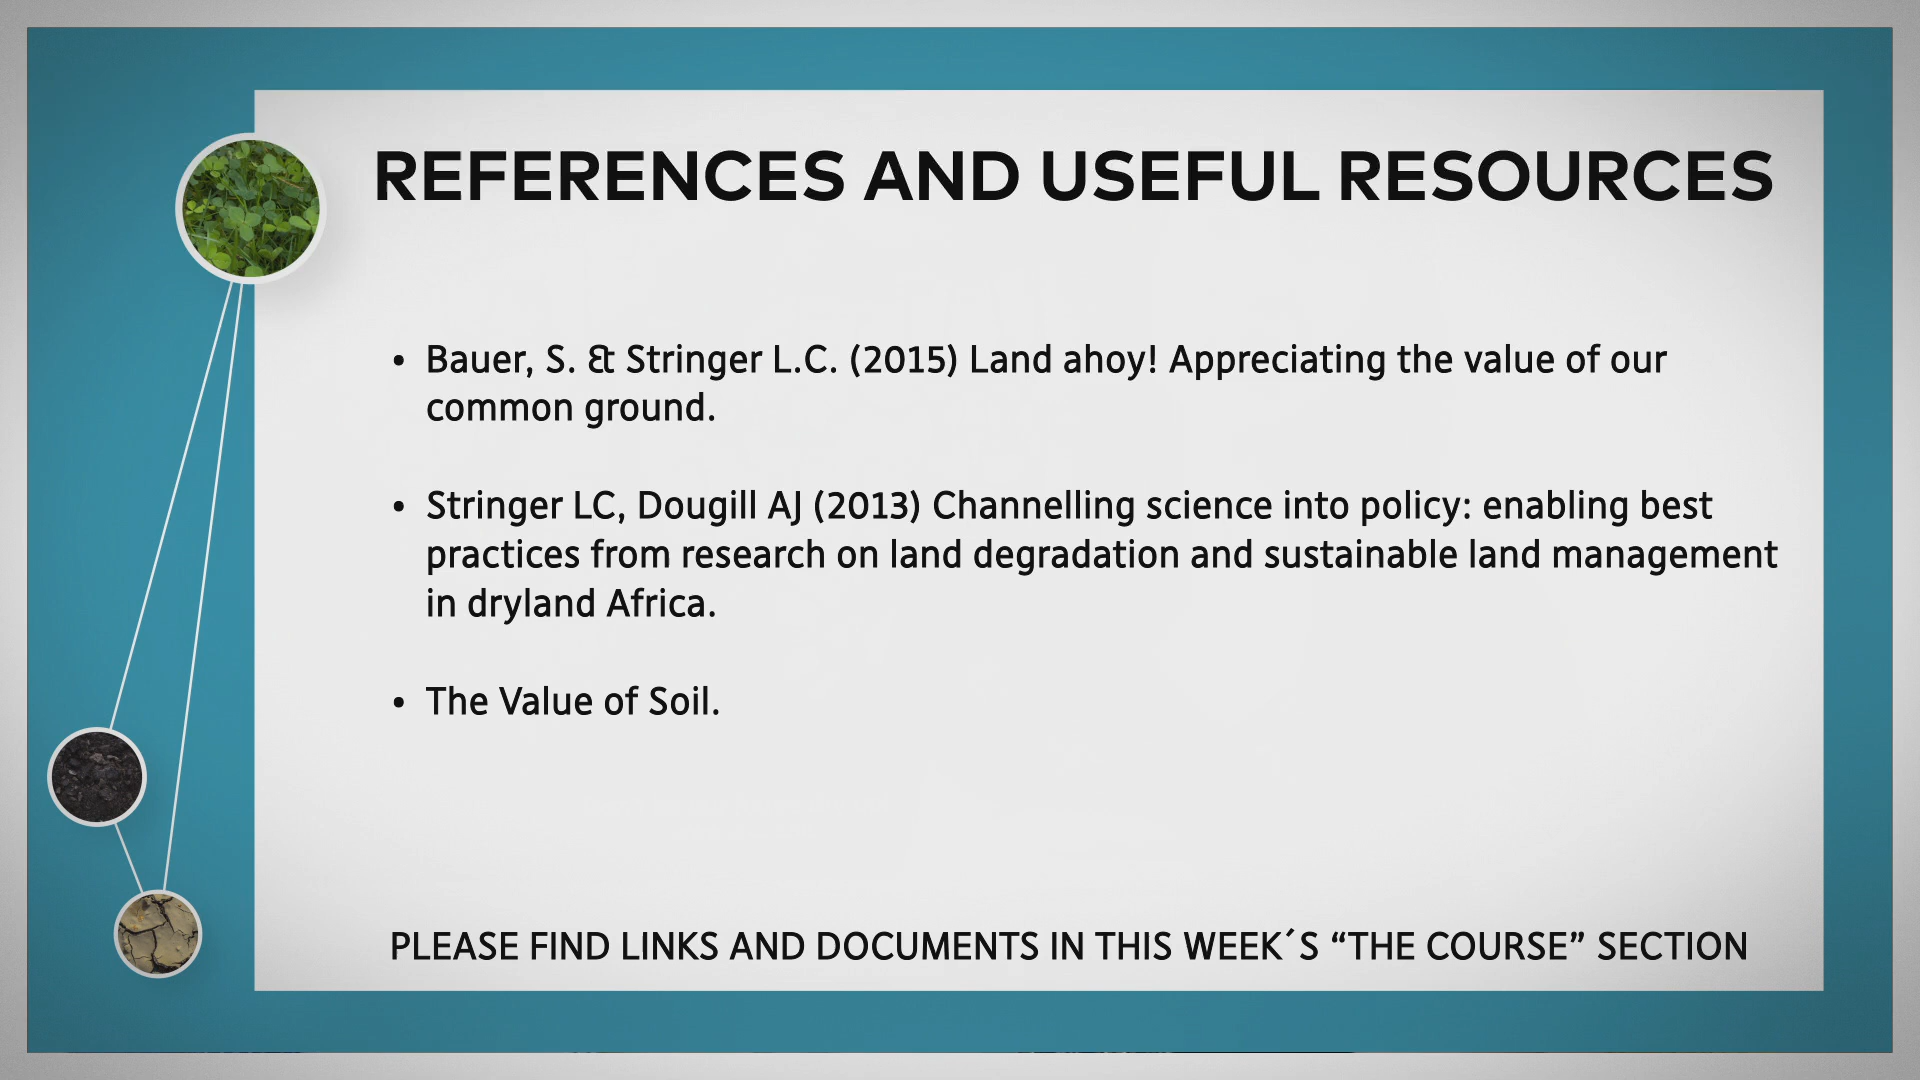 REFERENCES AND USEFUL RESOURCES
• Bauer, S. & Stringer L.C. (2015) Land ahoy! Appreciating the value of our
common ground.
• Stringer LC, Dougill AJ (2013) Channelling science into policy: enabling best
practices from research on land degradation and sustainable land management
in dryland Africa.
• The Value of Soil.
PLEASE FIND LINKS AND DOCUMENTS IN THIS WEEK´S “THE COURSE” SECTION